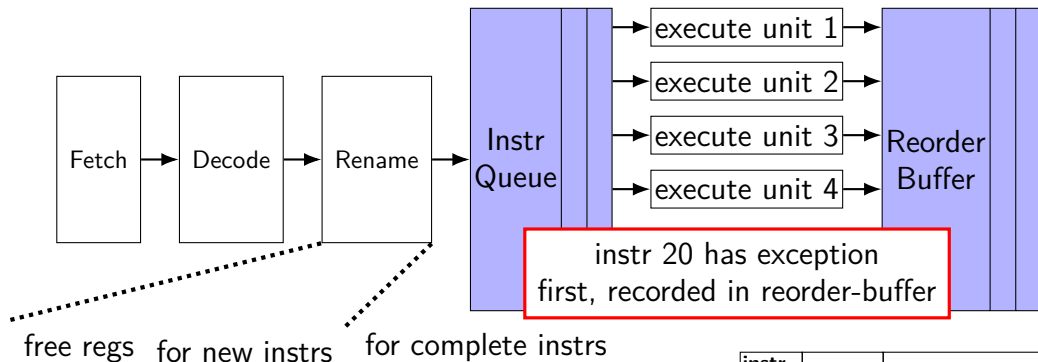 Fetch
Decode
Rename
Instr
Queue
execute unit 1
execute unit 2
execute unit 3
execute unit 4
Reorder
Buffer
instr 20 has exception
first, recorded in reorder-buffer
free regs
for new instrs
for complete instrs
instr